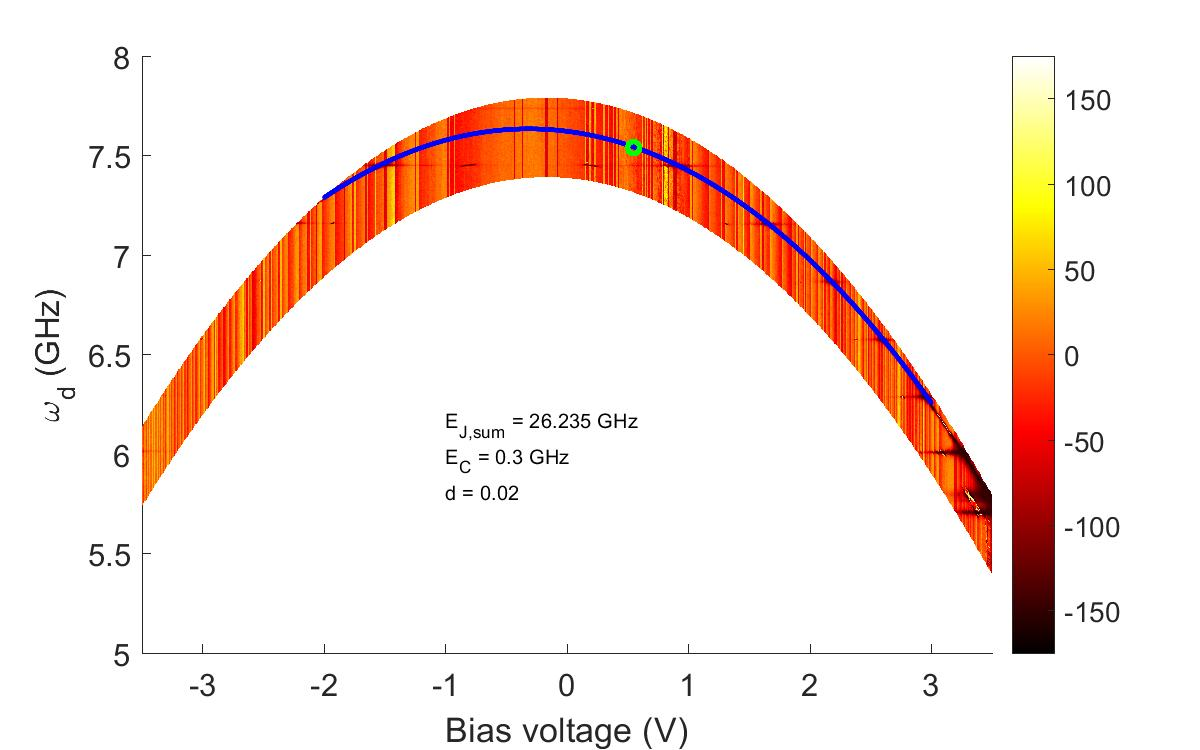 8
7.5
7
6.5
6
5.5
5
ω_d (GHz)
E_J,sum = 26.235 GHz
E_C = 0.3 GHz
d = 0.02
-3 -2 -1 0 1 2 3
Bias voltage (V)
150
100
50
0
-50
-100
-150